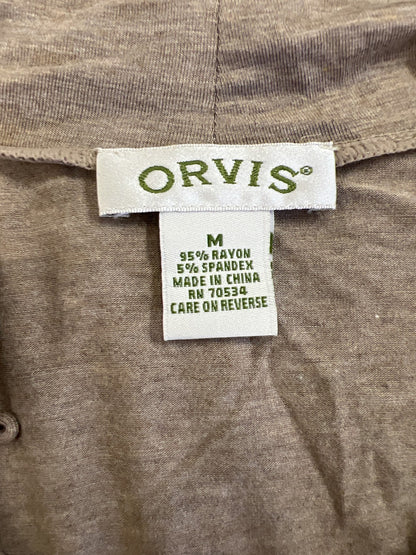 ORVIS®
M
95% RAYON
5% SPANDEX
MADE IN CHINA
RN 70534
CARE ON REVERSE